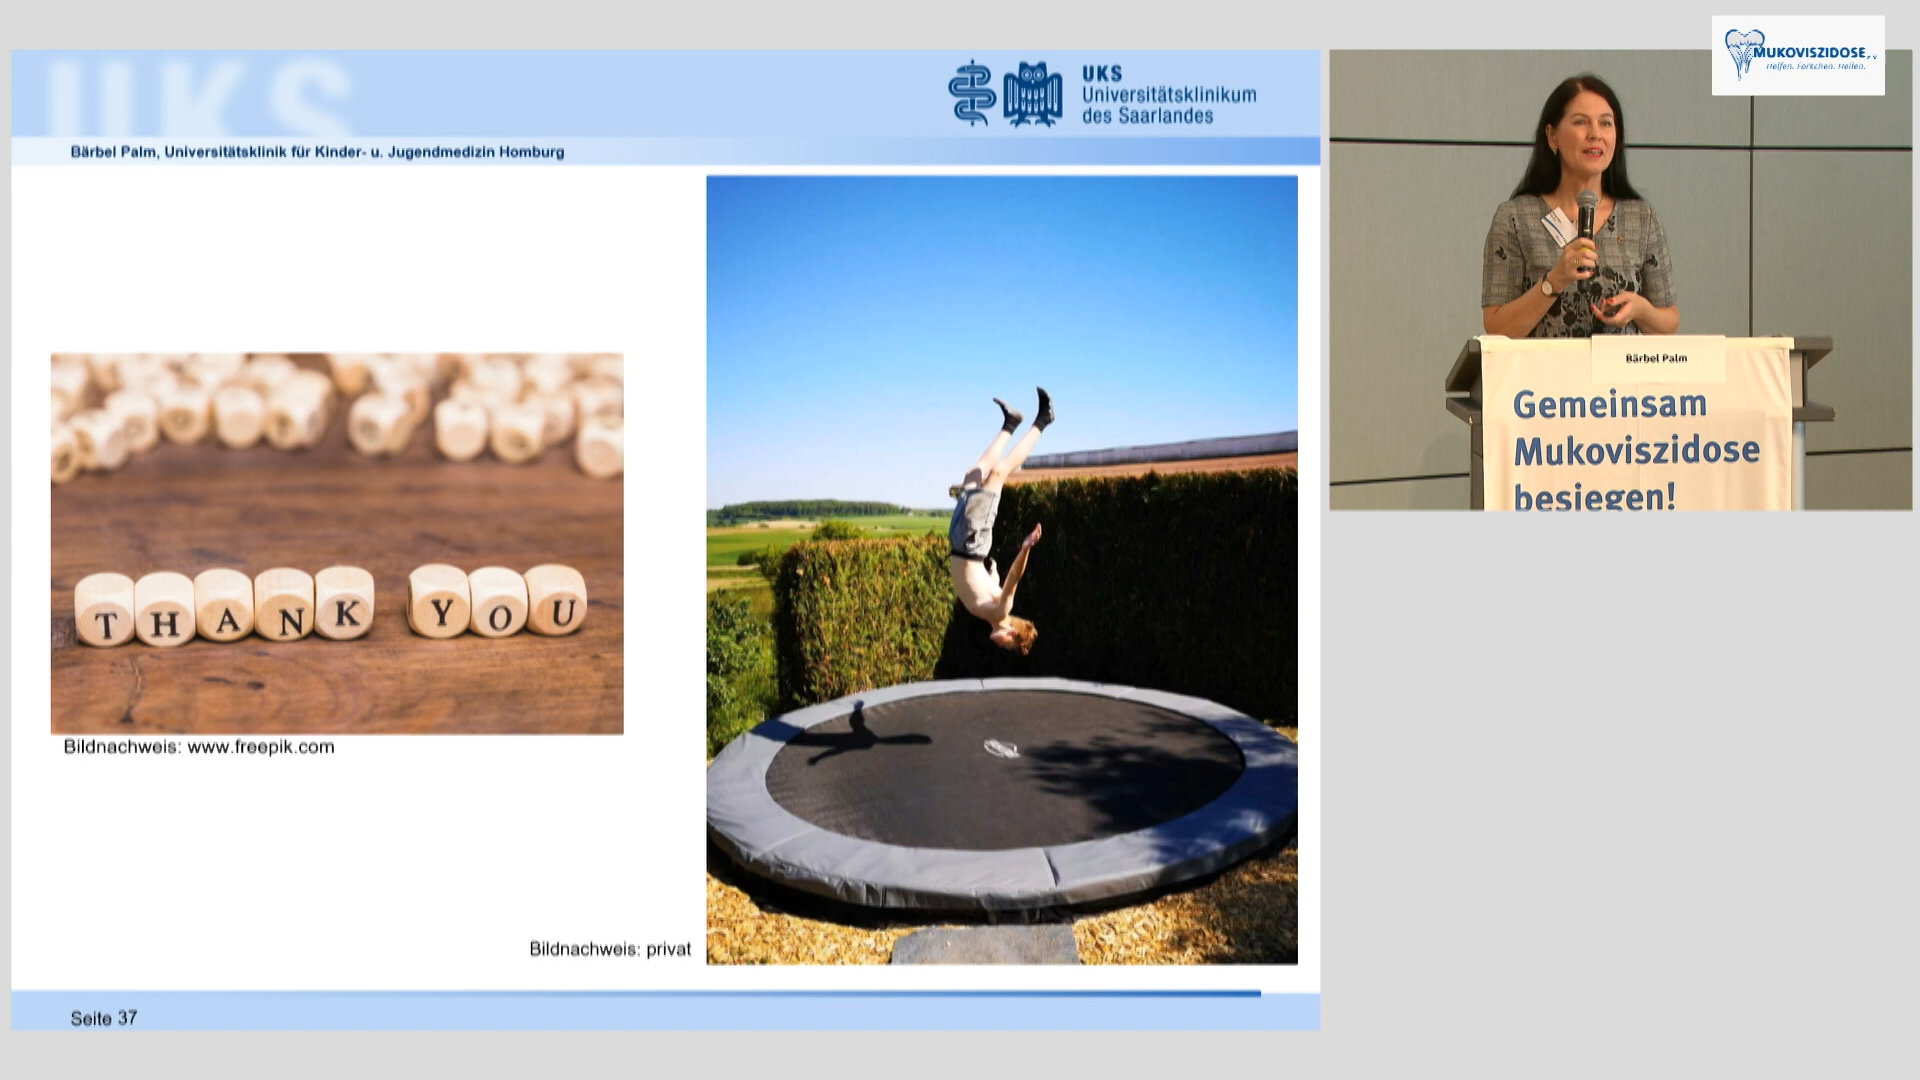 MUKOVISZIDOSE
Helfen. Forschen. Heilen.
UKS
UKS
Universitätsklinikum
des Saarlandes
Bärbel Palm, Universitätsklinik für Kinder- u. Jugendmedizin Homburg
THANK YOU
Bildnachweis: www.freepik.com
Bildnachweis: privat
Seite 37
Bärbel Palm
Gemeinsam
Mukoviszidose
besiegen!